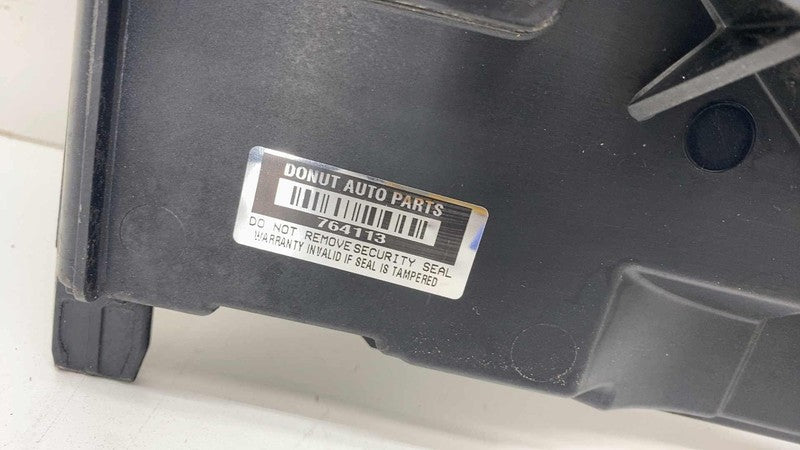 DONUT AUTO PARTS
764113
DO NOT REMOVE SECURITY SEAL
WARRANTY INVALID IF SEAL IS TAMPERED